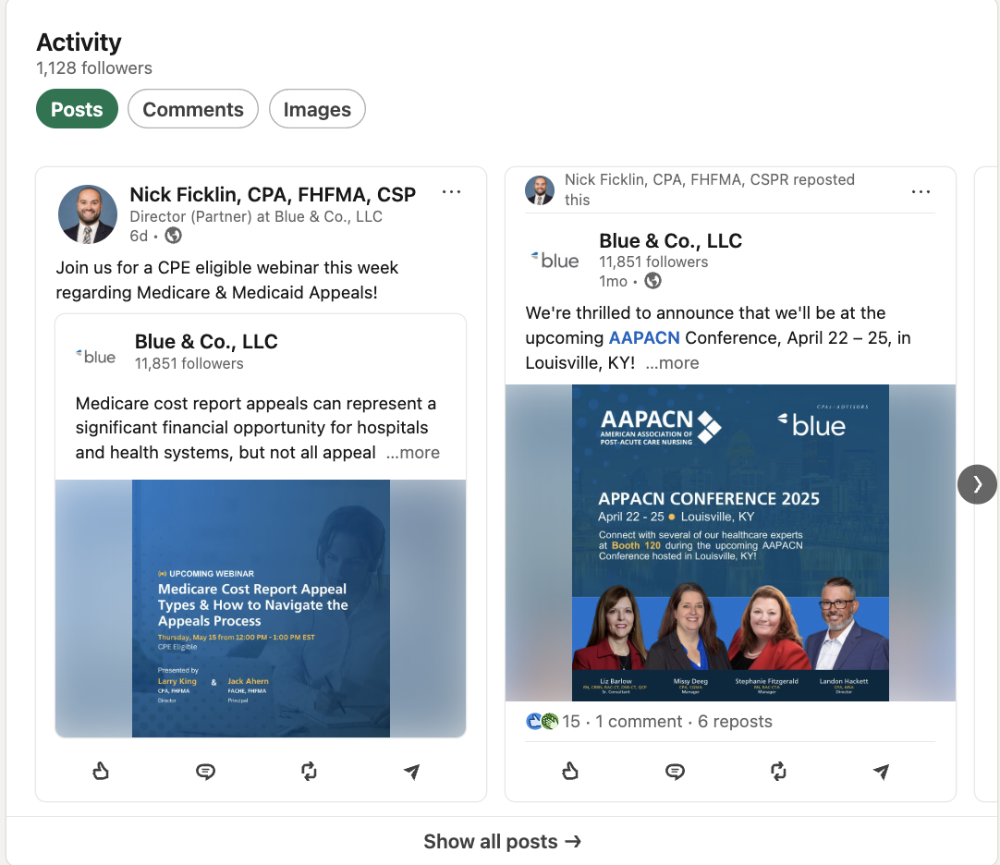 Activity
1,128 followers
Posts
Comments
Images
Nick Ficklin, CPA, FHFMA, CSP
Director (Partner) at Blue & Co., LLC
6d •
Join us for a CPE eligible webinar this week
regarding Medicare & Medicaid Appeals!
blue
Blue & Co., LLC
11,851 followers
Medicare cost report appeals can represent a
significant financial opportunity for hospitals
and health systems, but not all appeal ...more
UPCOMING WEBINAR
Medicare Cost Report Appeal
Types & How to Navigate the
Appeals Process
Thursday, May 15 from 12:00 PM - 1:00 PM EST
CPE Eligible
Presented by
Larry King & Jack Ahern
CPA, FHFMA FACHE, FHFMA
Director Principal
Nick Ficklin, CPA, FHFMA, CSPR reposted
this
blue
Blue & Co., LLC
11,851 followers
1mo •
We're thrilled to announce that we'll be at the
upcoming AAPACN Conference, April 22 – 25, in
Louisville, KY! ...more
AAPACN
AMERICAN ASSOCIATION OF
POST-ACUTE CARE NURSING
CPAs • ADVISORS
blue
APPACN CONFERENCE 2025
April 22 - 25 • Louisville, KY
Connect with several of our healthcare experts
at Booth 120 during the upcoming AAPACN
Conference hosted in Louisville, KY!
Liz Barlow Missy Deeg Stephanie Fitzgerald Landon Hackett
RN, CRRN, RAC-CT, DNS-CT, QCP CPA, CGMA RN, RAC-CTA CPA, MSA
Sr. Consultant Manager Manager Director
15 · 1 comment · 6 reposts
Show all posts →